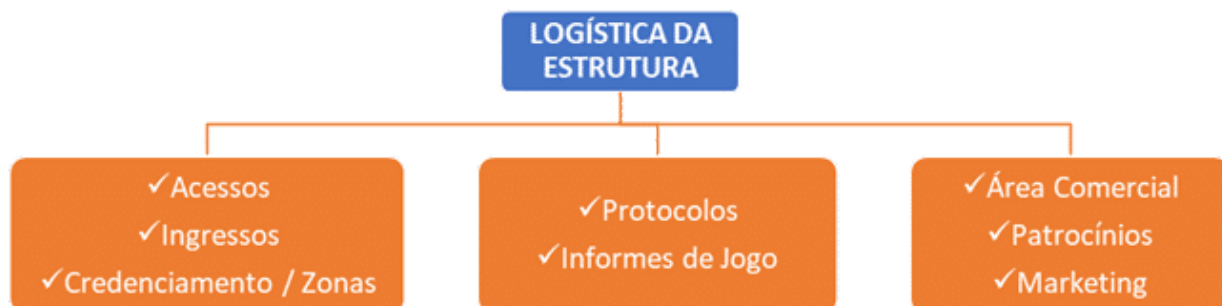 LOGÍSTICA DA
ESTRUTURA
✓Acessos
✓Ingressos
✓Credenciamento / Zonas
✓Protocolos
✓Informes de Jogo
✓Área Comercial
✓Patrocínios
✓Marketing